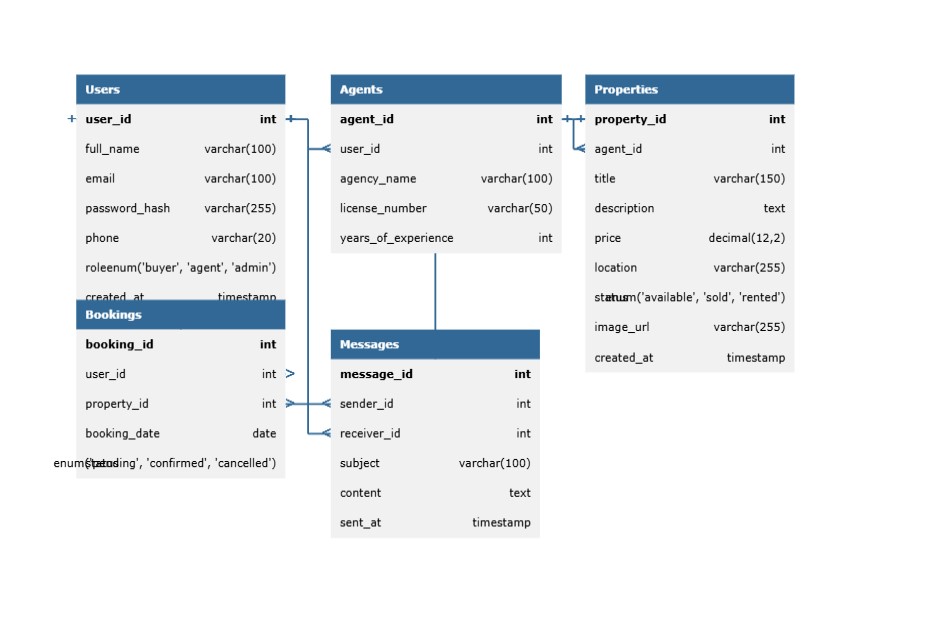 Users
user_id int
full_name varchar(100)
email varchar(100)
password_hash varchar(255)
phone varchar(20)
roleenum('buyer', 'agent', 'admin')
created_at timestamp
Bookings
booking_id int
user_id int
property_id int
booking_date date
status enum('pending', 'confirmed', 'cancelled')
Agents
agent_id int
user_id int
agency_name varchar(100)
license_number varchar(50)
years_of_experience int
Messages
message_id int
sender_id int
receiver_id int
subject varchar(100)
content text
sent_at timestamp
Properties
property_id int
agent_id int
title varchar(150)
description text
price decimal(12,2)
location varchar(255)
status enum('available', 'sold', 'rented')
image_url varchar(255)
created_at timestamp